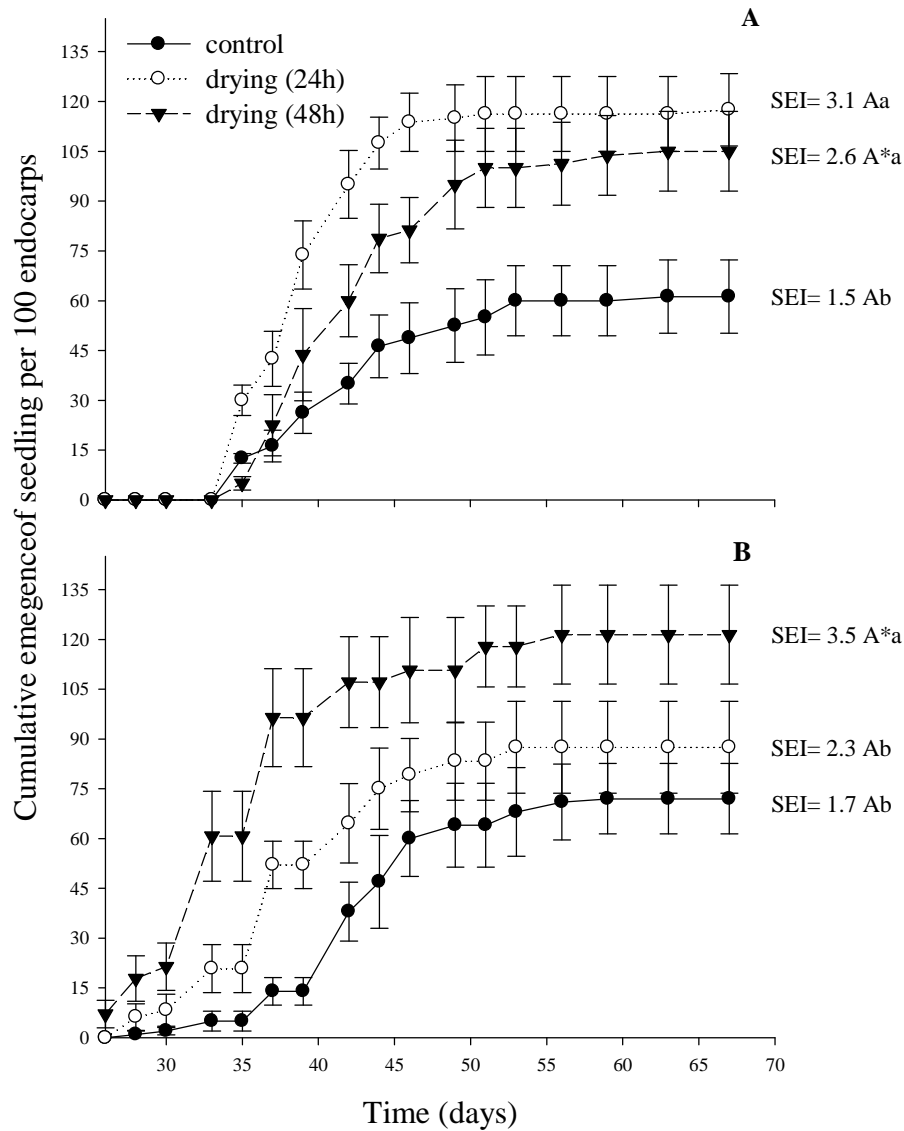 A
control
drying (24h)
drying (48h)
135
120
105
90
75
60
45
30
15
0
SEI= 3.1 Aa
SEI= 2.6 A*a
SEI= 1.5 Ab
Cumulative emegenceof seedling per 100 endocarps
B
135
120
105
90
75
60
45
30
15
0
SEI= 3.5 A*a
SEI= 2.3 Ab
SEI= 1.7 Ab
30 35 40 45 50 55 60 65 70
Time (days)